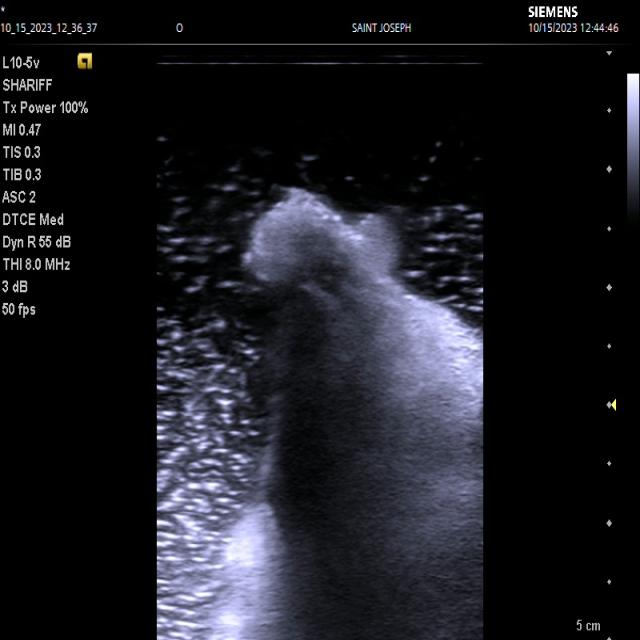 *
SIEMENS
10_15_2023_12_36_37 O SAINT JOSEPH 10/15/2023 12:44:46
L10-5v
SHARIFF
Tx Power 100%
MI 0.47
TIS 0.3
TIB 0.3
ASC 2
DTCE Med
Dyn R 55 dB
THI 8.0 MHz
3 dB
50 fps
5 cm